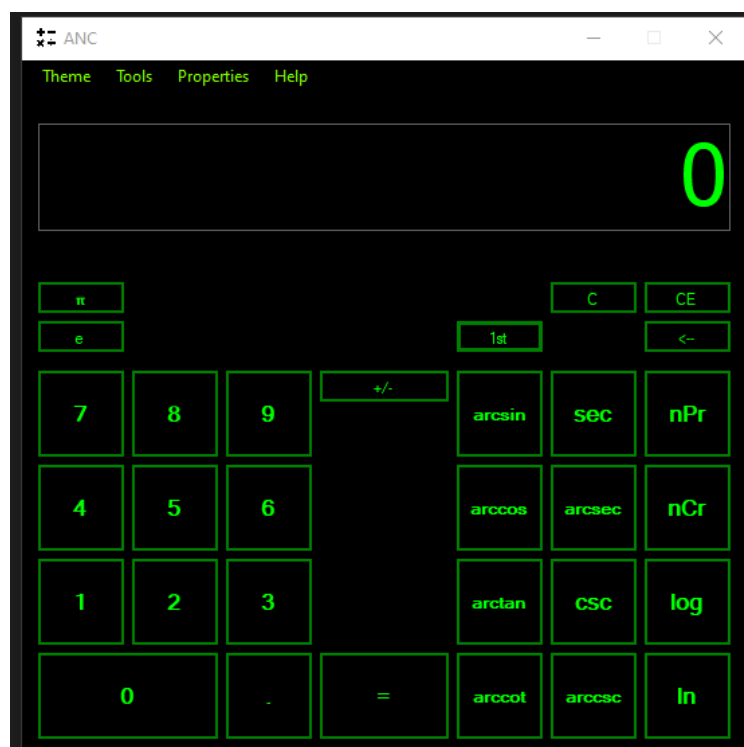 ANC
Theme Tools Properties Help
0
π C CE
e 1st <--
7 8 9 +/- arcsin sec nPr
4 5 6 arccos arcsec nCr
1 2 3 arctan csc log
0 . = arccot arccsc ln